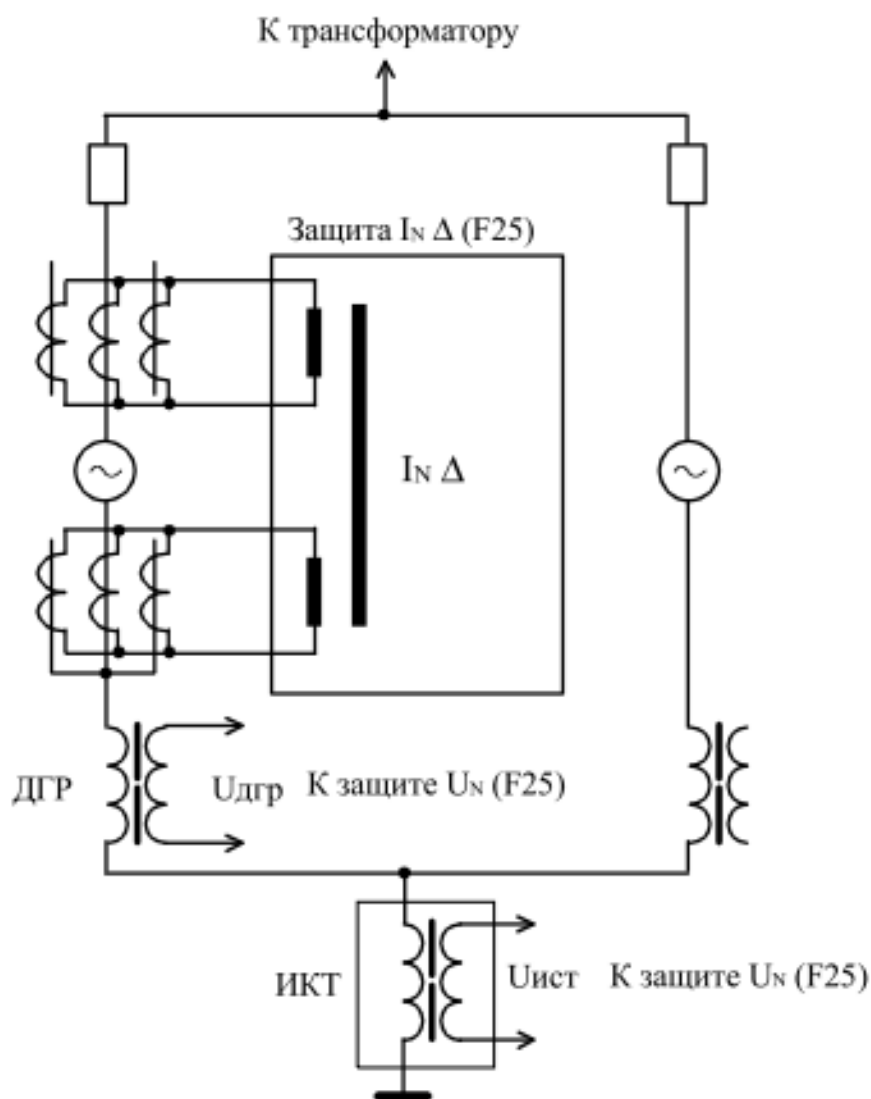 К трансформатору
Защита IN Δ (F25)
IN Δ
ДГР
Uдгр
К защите UN (F25)
ИКТ
Uист
К защите UN (F25)